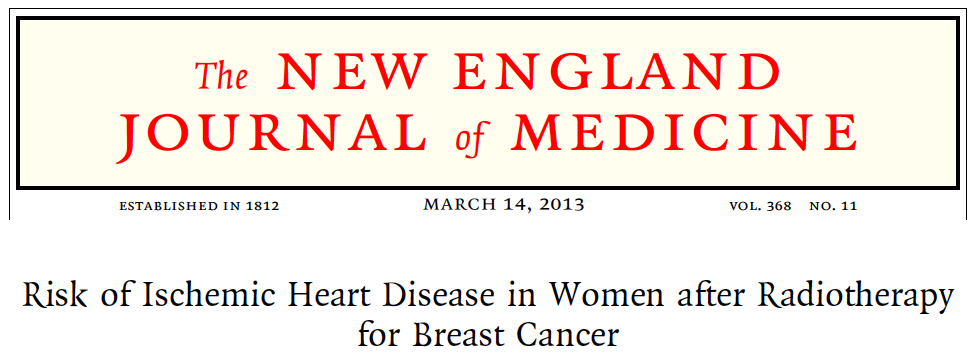 The NEW ENGLAND
JOURNAL of MEDICINE
ESTABLISHED IN 1812 MARCH 14, 2013 VOL. 368 NO. 11
Risk of Ischemic Heart Disease in Women after Radiotherapy
for Breast Cancer